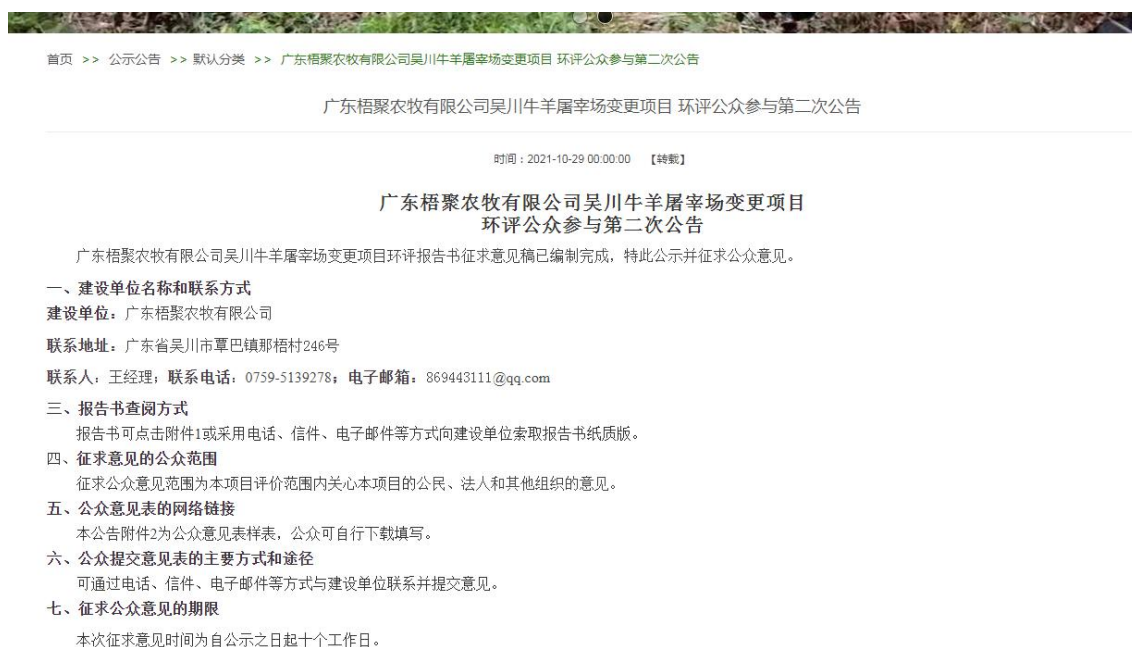 首页 >> 公示公告 >> 默认分类 >> 广东梧聚农牧有限公司吴川牛羊屠宰场变更项目 环评公众参与第二次公告
广东梧聚农牧有限公司吴川牛羊屠宰场变更项目 环评公众参与第二次公告
时间：2021-10-29 00:00:00 【转载】
广东梧聚农牧有限公司吴川牛羊屠宰场变更项目
环评公众参与第二次公告
广东梧聚农牧有限公司吴川牛羊屠宰场变更项目环评报告书征求意见稿已编制完成，特此公示并征求公众意见。
一、建设单位名称和联系方式
建设单位：广东梧聚农牧有限公司
联系地址：广东省吴川市覃巴镇那梧村246号
联系人：王经理；联系电话：0759-5139278；电子邮箱：869443111@qq.com
三、报告书查阅方式
报告书可点击附件1或采用电话、信件、电子邮件等方式向建设单位索取报告书纸质版。
四、征求意见的公众范围
征求公众意见范围为本项目评价范围内关心本项目的公民、法人和其他组织的意见。
五、公众意见表的网络链接
本公告附件2为公众意见表样表，公众可自行下载填写。
六、公众提交意见表的主要方式和途径
可通过电话、信件、电子邮件等方式与建设单位联系并提交意见。
七、征求公众意见的期限
本次征求意见时间为自公示之日起十个工作日。